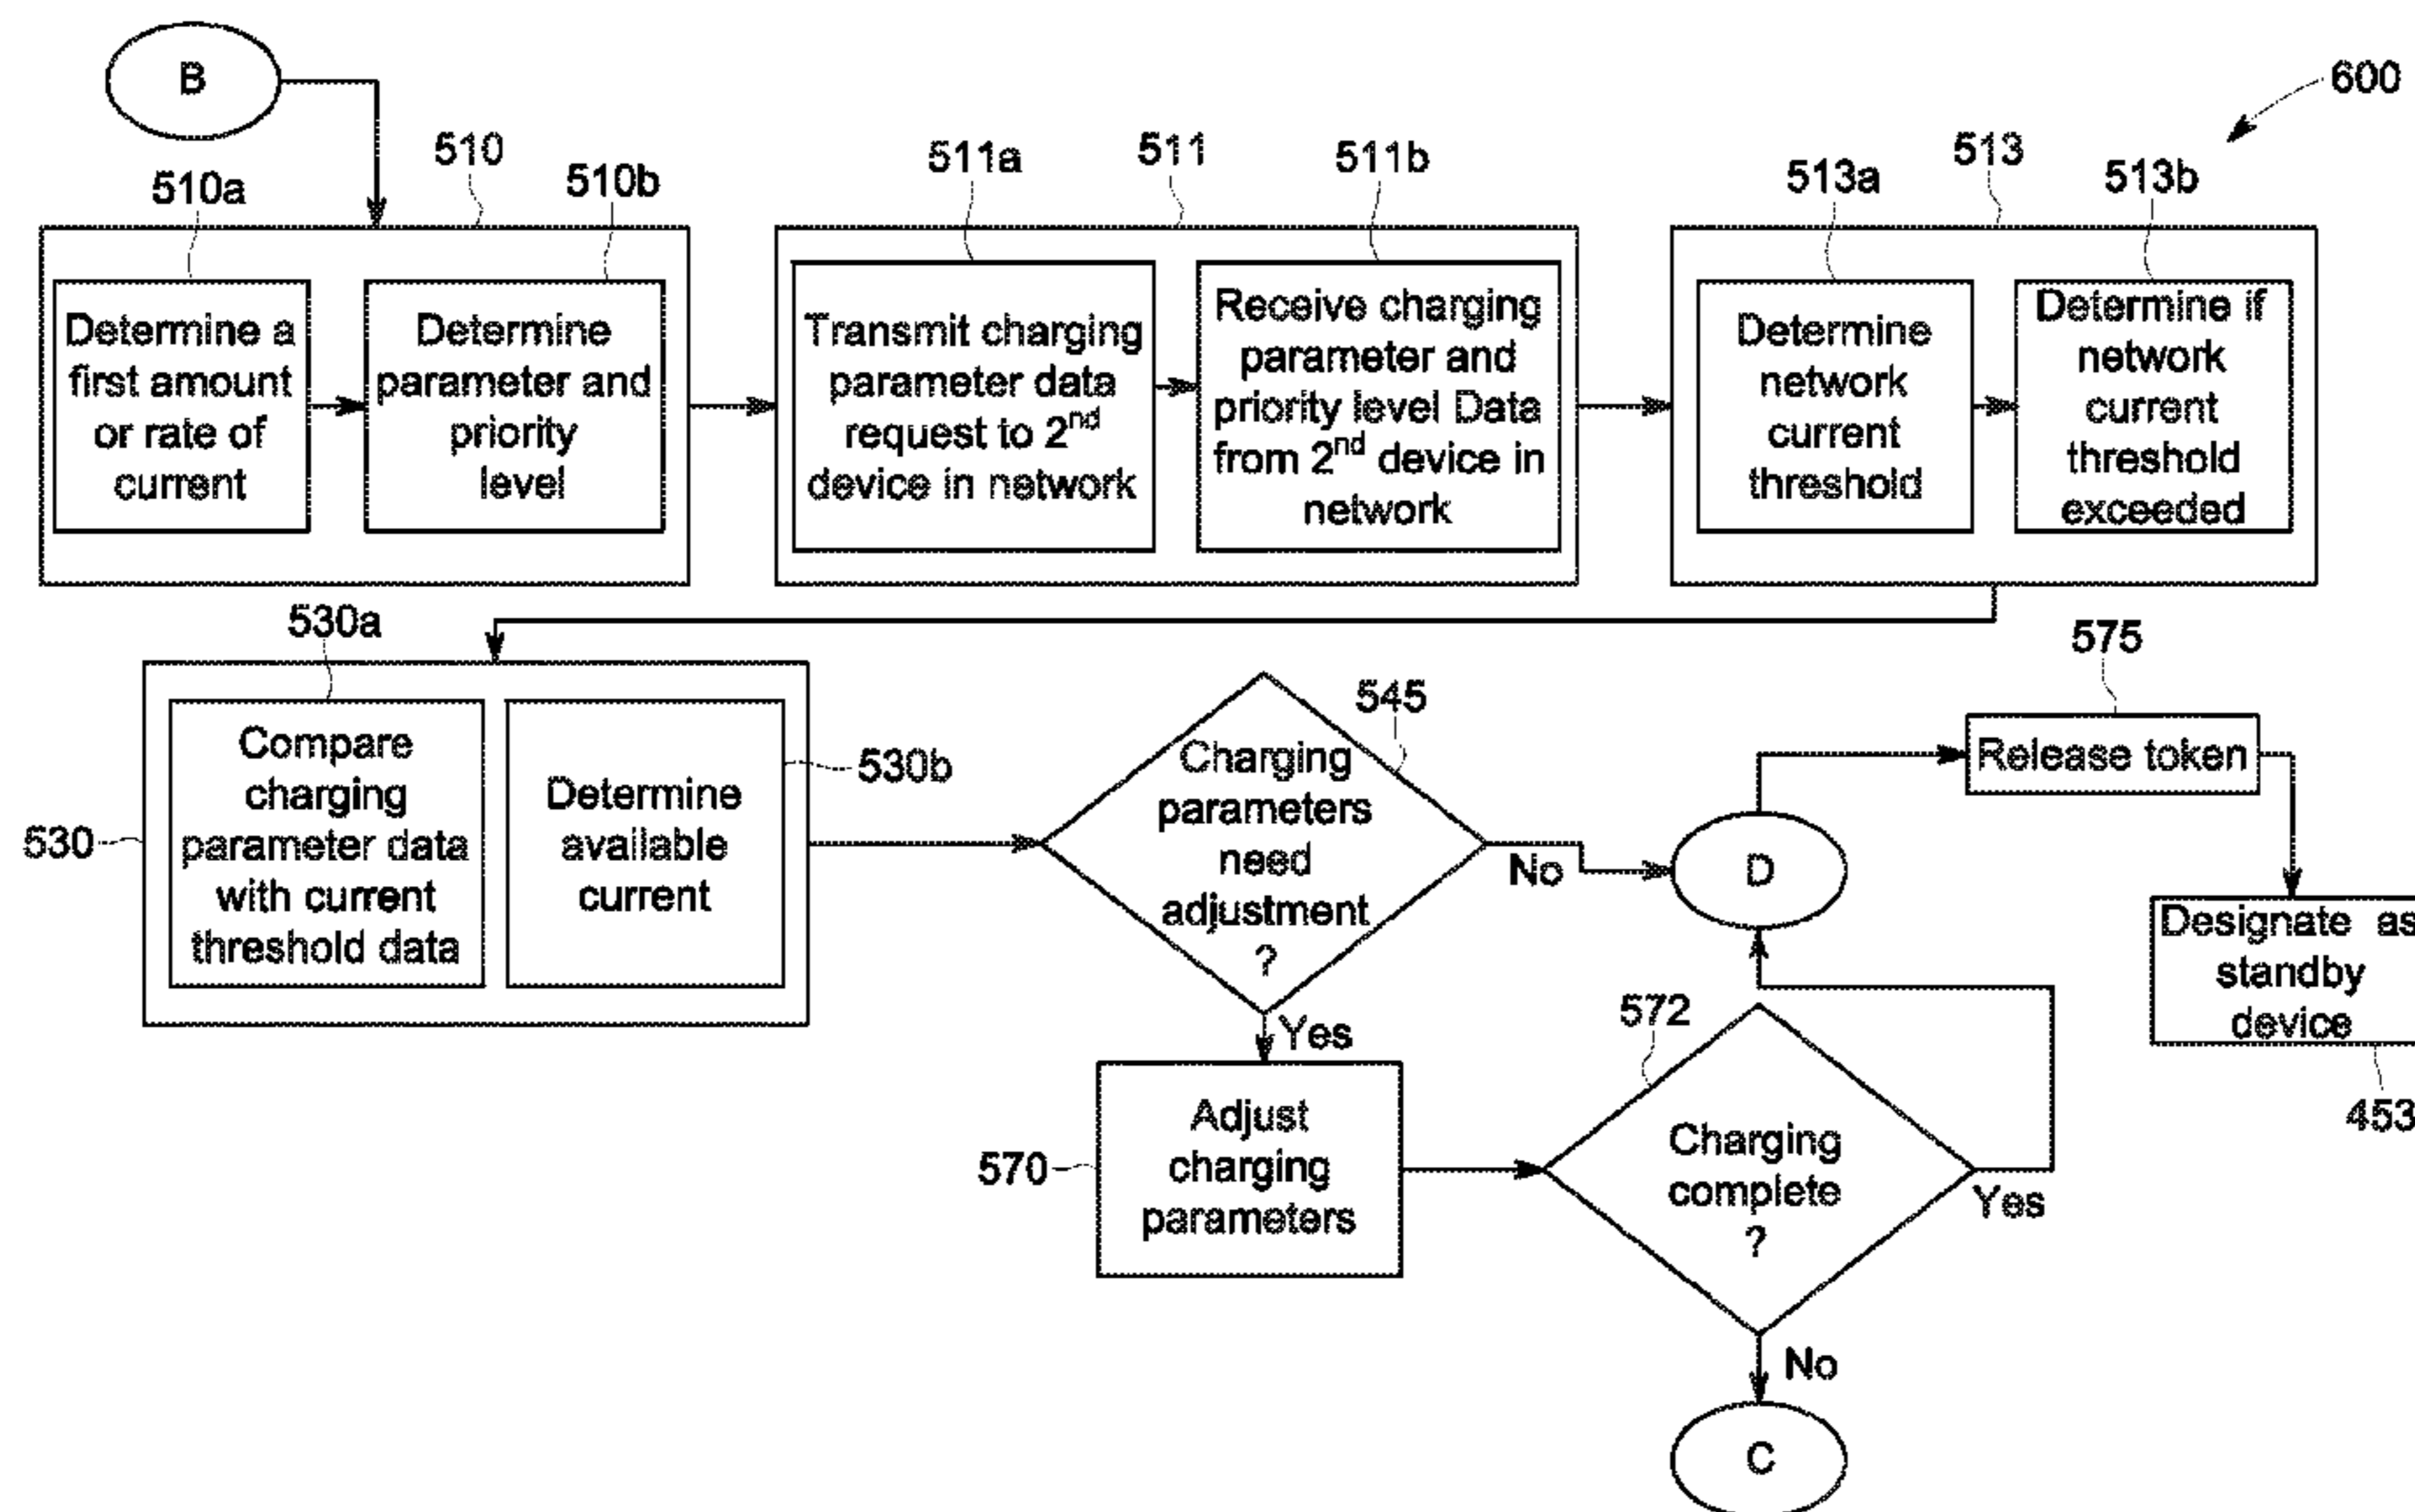 B
600
510
510a
510b
511a
511
511b
513a
513
513b
Determine a
first amount
or rate of
current
Determine
parameter and
priority
level
Transmit charging
parameter data
request to 2nd
device in network
Receive charging
parameter and
priority level Data
from 2nd device in
network
Determine
network
current
threshold
Determine if
network
current
threshold
exceeded
530a
530
Compare
charging
parameter data
with current
threshold data
Determine
available
current
530b
545
Charging
parameters
need
adjustment
?
No
Yes
D
575
Release token
Designate as
standby
device
453
570
Adjust
charging
parameters
572
Charging
complete
?
Yes
No
C